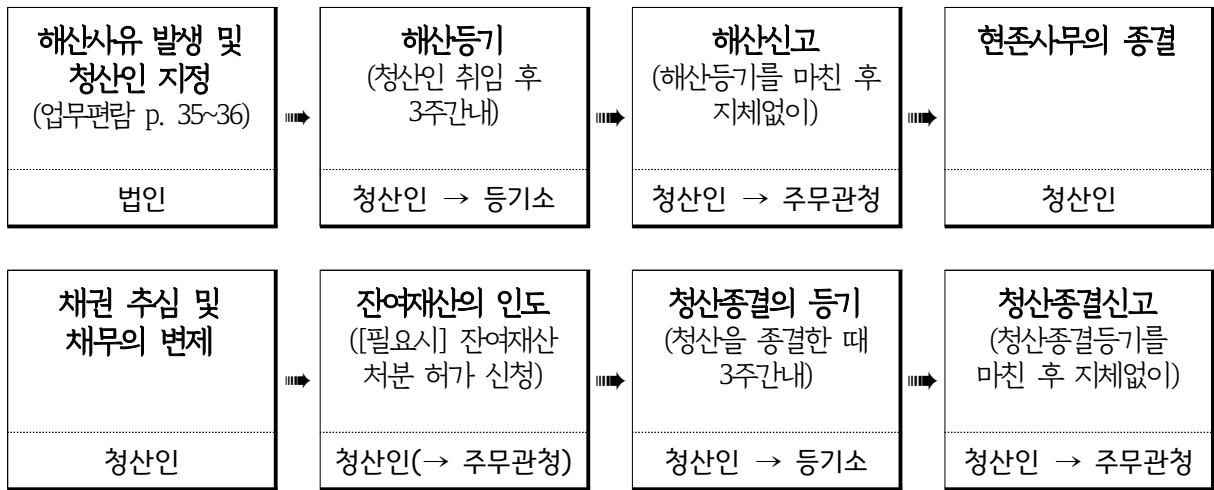 해산사유 발생 및
청산인 지정
(업무편람 p. 35~36)
법인
해산등기
(청산인 취임 후
3주간내)
청산인 → 등기소
해산신고
(해산등기를 마친 후
지체없이)
청산인 → 주무관청
현존사무의 종결
청산인
채권 추심 및
채무의 변제
청산인
잔여재산의 인도
([필요시] 잔여재산
처분 허가 신청)
청산인(→ 주무관청)
청산종결의 등기
(청산을 종결한 때
3주간내)
청산인 → 등기소
청산종결신고
(청산종결등기를
마친 후 지체없이)
청산인 → 주무관청